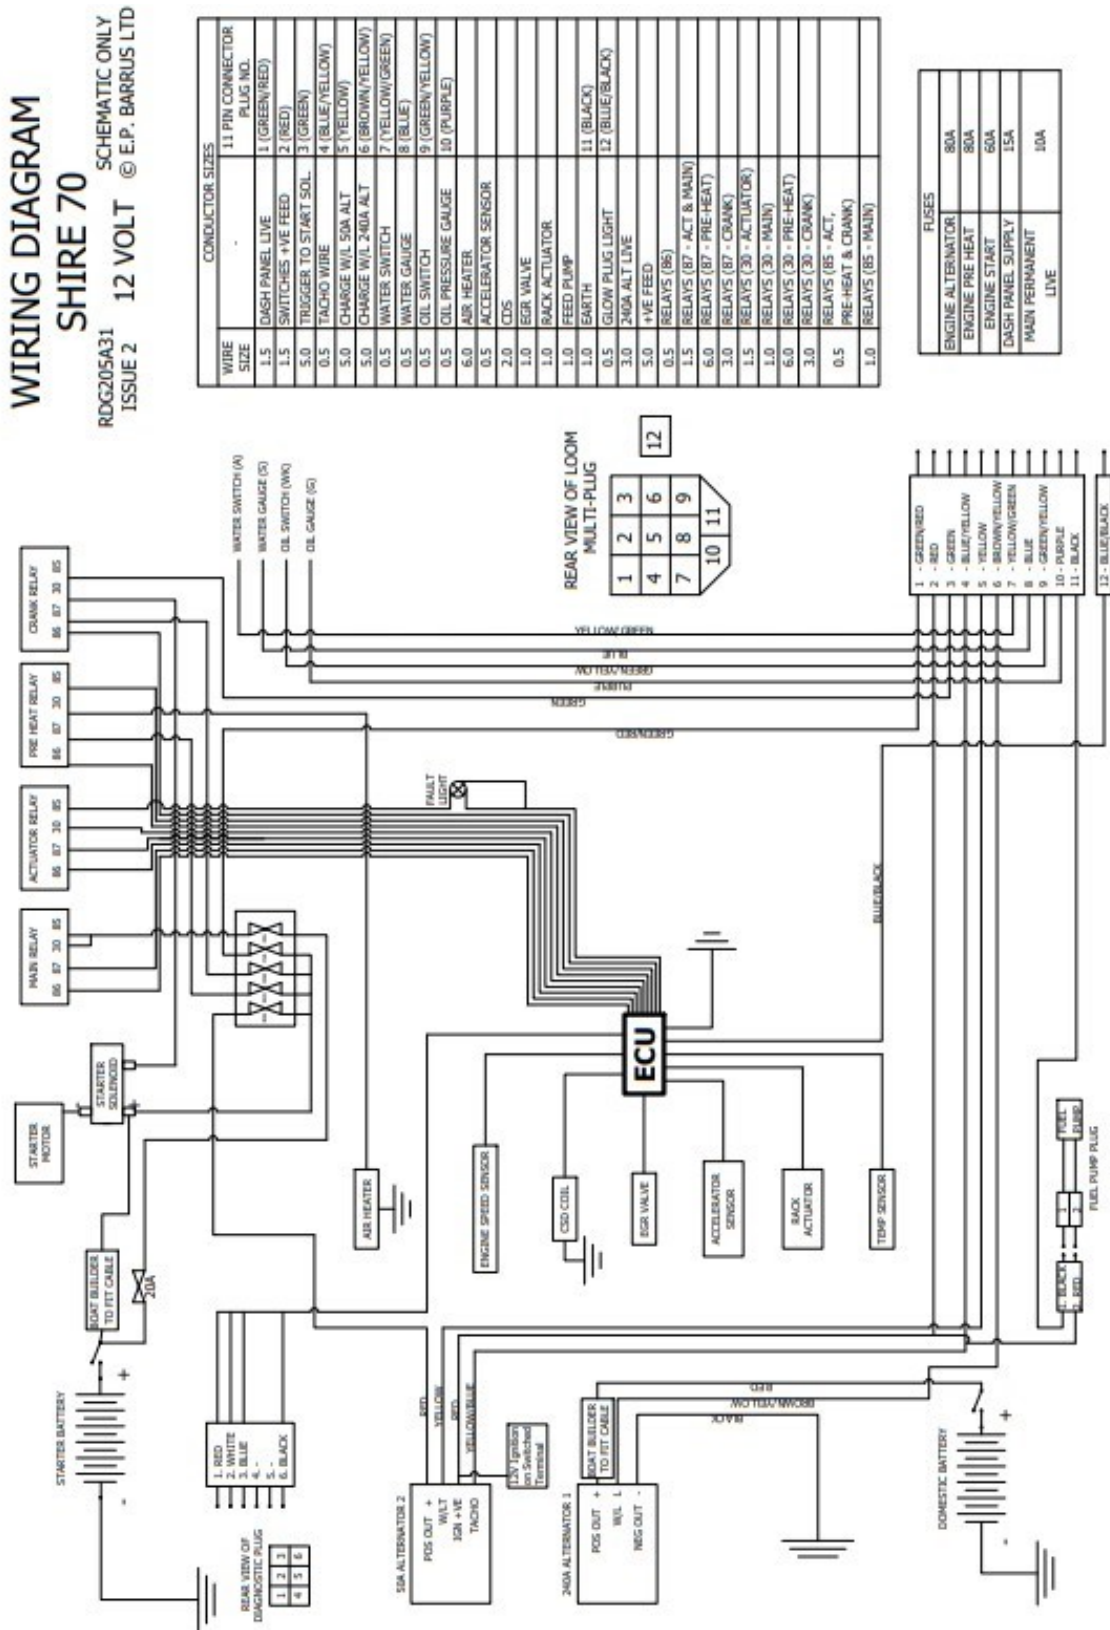 WIRING DIAGRAM
SHIRE 70
RDG205A31
SCHEMATIC ONLY
ISSUE 2
12 VOLT
© E.P. BARRUS LTD
CONDUCTOR SIZES
WIRE SIZE - 11 PIN CONNECTOR PLUG NO.
1.5 DASH PANEL LIVE 1 (GREEN/RED)
1.5 SWITCHES +VE FEED 2 (RED)
5.0 TRIGGER TO START SOL. 3 (GREEN)
0.5 TACHO WIRE 4 (BLUE/YELLOW)
5.0 CHARGE W/L 50A ALT 5 (YELLOW)
5.0 CHARGE W/L 240A ALT 6 (BROWN/YELLOW)
0.5 WATER SWITCH 7 (YELLOW/GREEN)
0.5 WATER GAUGE 8 (BLUE)
0.5 OIL SWITCH 9 (GREEN/YELLOW)
0.5 OIL PRESSURE GAUGE 10 (PURPLE)
6.0 AIR HEATER
0.5 ACCELERATOR SENSOR
2.0 CDS
1.0 EGR VALVE
1.0 RACK ACTUATOR
1.0 FEED PUMP
1.0 EARTH 11 (BLACK)
0.5 GLOW PLUG LIGHT 12 (BLUE/BLACK)
3.0 240A ALT LIVE
5.0 +VE FEED
0.5 RELAYS (86)
1.5 RELAYS (87 - ACT & MAIN)
6.0 RELAYS (87 - PRE-HEAT)
3.0 RELAYS (87 - CRANK)
1.5 RELAYS (30 - ACTUATOR)
1.0 RELAYS (30 - MAIN)
6.0 RELAYS (30 - PRE-HEAT)
3.0 RELAYS (30 - CRANK)
0.5 RELAYS (85 - ACT, PRE-HEAT & CRANK)
1.0 RELAYS (85 - MAIN)
FUSES
ENGINE ALTERNATOR 80A
ENGINE PRE HEAT 80A
ENGINE START 60A
DASH PANEL SUPPLY 15A
MAIN PERMANENT LIVE 10A
STARTER MOTOR
STARTER SOLENOID
MAIN RELAY
86 87 30 85
ACTUATOR RELAY
86 87 30 85
PRE HEAT RELAY
86 87 30 85
CRANK RELAY
86 87 30 85
WATER SWITCH (A)
WATER GAUGE (S)
OIL SWITCH (WK)
OIL GAUGE (G)
REAR VIEW OF LOOM
MULTI-PLUG
1 2 3
4 5 6
7 8 9
10 11
12
YELLOW/GREEN
BLUE
GREEN/YELLOW
PURPLE
GREEN
GREEN/RED
FAULT
LIGHT
STARTER BATTERY
- +
BOAT BUILDER
TO FIT CABLE
20A
+
REAR VIEW OF
DIAGNOSTIC PLUG
1 2 3
4 5 6
1. RED
2. WHITE
3. BLUE
4. -
5. -
6. BLACK
AIR HEATER
ENGINE SPEED SENSOR
CSD COIL
EGR VALVE
ACCELERATOR
SENSOR
RACK
ACTUATOR
TEMP SENSOR
ECU
BLUE/BLACK
50A ALTERNATOR 2
POS OUT +
W/LT
IGN +VE
TACHO
RED
YELLOW
RED
YELLOW/BLUE
12V Ignition
on Switched
Terminal
240A ALTERNATOR 1
POS OUT +
W/L L
NEG OUT -
BOAT BUILDER
TO FIT CABLE
RED
BROWN/YELLOW
BLACK
DOMESTIC BATTERY
- +
1. BLACK
2. RED
1
2
FUEL
PUMP
FUEL PUMP PLUG
1 - GREEN/RED
2 - RED
3 - GREEN
4 - BLUE/YELLOW
5 - YELLOW
6 - BROWN/YELLOW
7 - YELLOW/GREEN
8 - BLUE
9 - GREEN/YELLOW
10 - PURPLE
11 - BLACK
12 - BLUE/BLACK